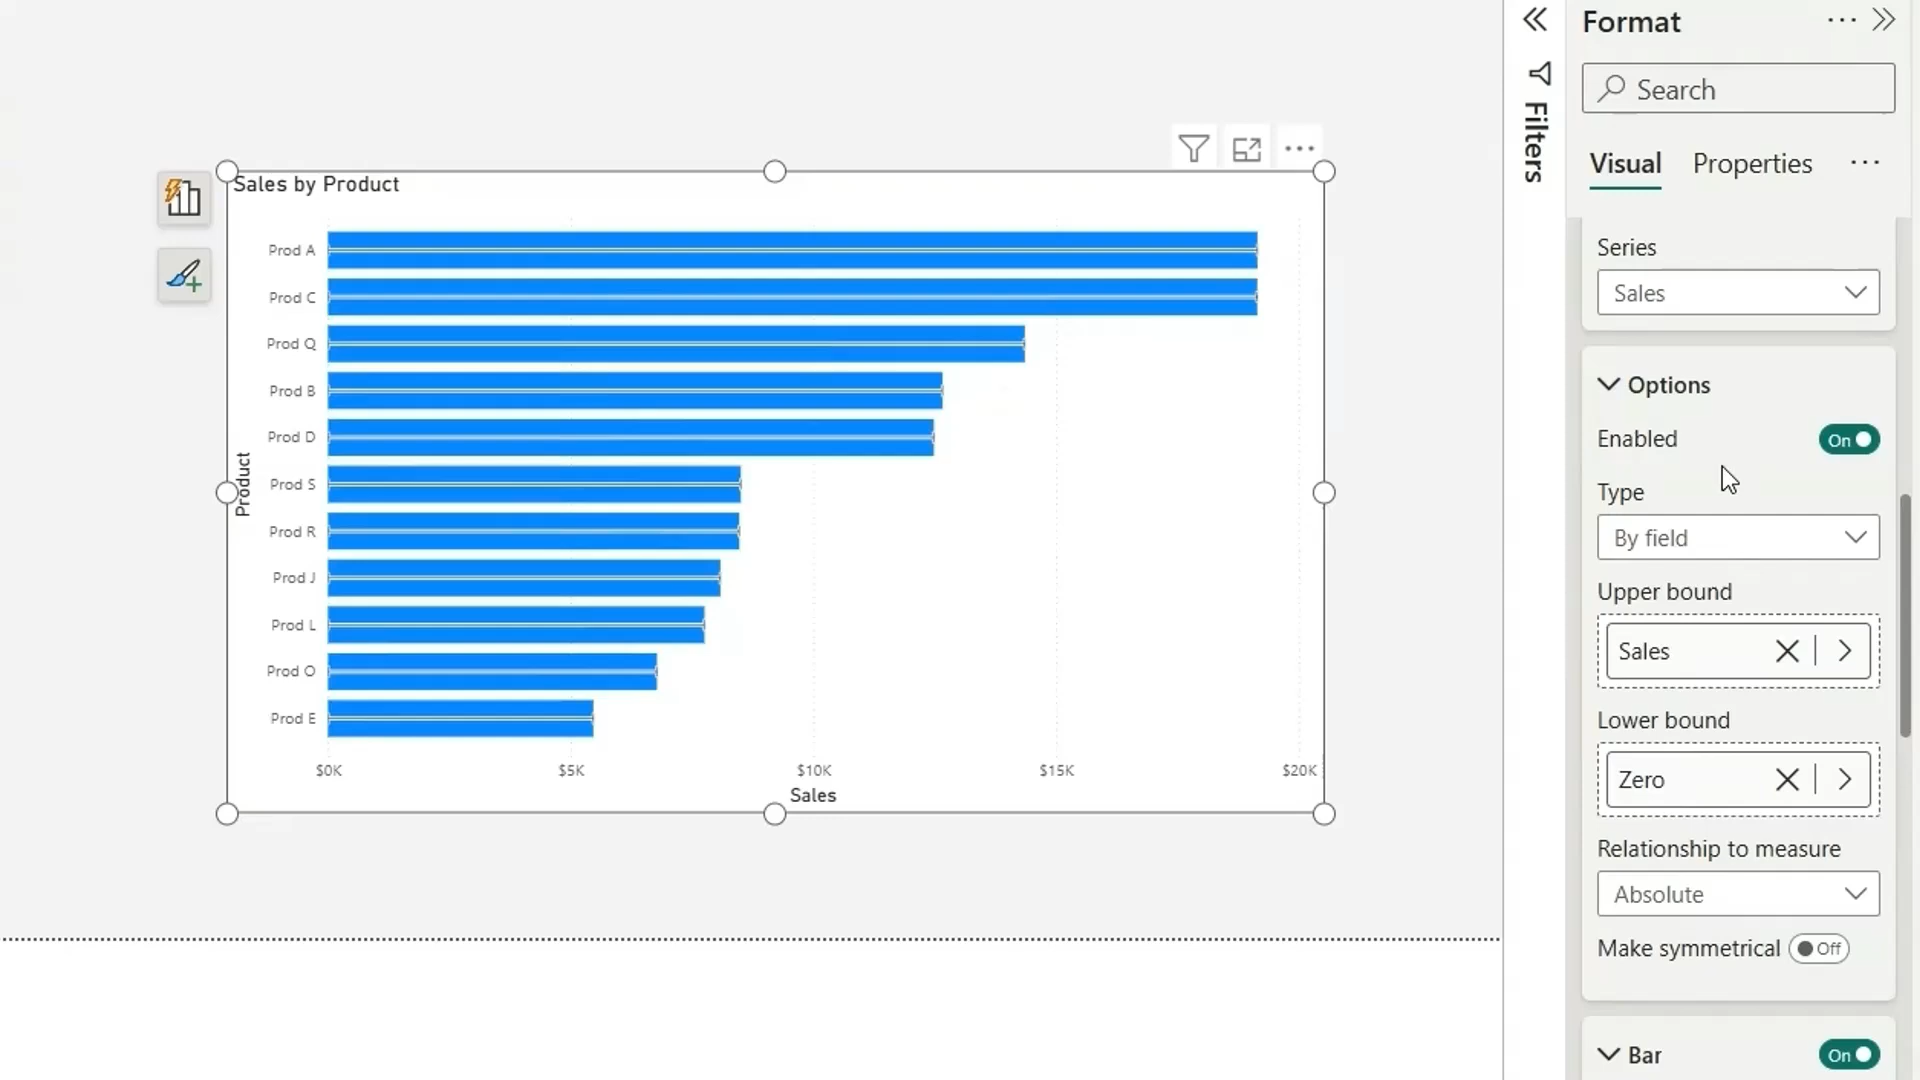 Format
Search
Filters
Visual
Properties
Series
Sales
Options
Enabled
On
Type
By field
Upper bound
Sales
Lower bound
Zero
Relationship to measure
Absolute
Make symmetrical
Off
Bar
On
Sales by Product
Product
Prod A
Prod C
Prod Q
Prod B
Prod D
Prod S
Prod R
Prod J
Prod L
Prod O
Prod E
$0K
$5K
$10K
$15K
$20K
Sales